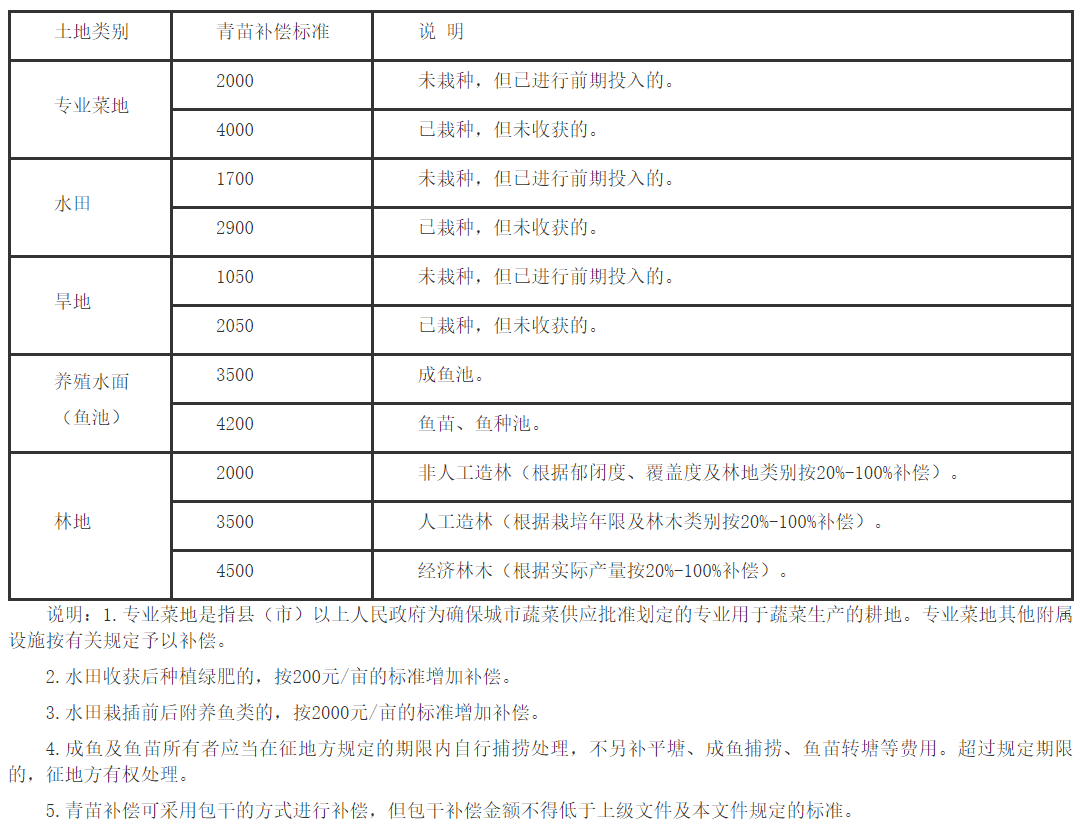 土地类别 青苗补偿标准 说 明
专业菜地
2000 未栽种，但已进行前期投入的。
4000 已栽种，但未收获的。
水田
1700 未栽种，但已进行前期投入的。
2900 已栽种，但未收获的。
旱地
1050 未栽种，但已进行前期投入的。
2050 已栽种，但未收获的。
养殖水面
（鱼池）
3500 成鱼池。
4200 鱼苗、鱼种池。
林地
2000 非人工造林（根据郁闭度、覆盖度及林地类别按20%-100%补偿）。
3500 人工造林（根据栽培年限及林木类别按20%-100%补偿）。
4500 经济林木（根据实际产量按20%-100%补偿）。
说明：1.专业菜地是指县（市）以上人民政府为确保城市蔬菜供应批准划定的专业用于蔬菜生产的耕地。专业菜地其他附属
设施按有关规定予以补偿。
2.水田收获后种植绿肥的，按200元/亩的标准增加补偿。
3.水田栽插前后附养鱼类的，按2000元/亩的标准增加补偿。
4.成鱼及鱼苗所有者应当在征地方规定的期限内自行捕捞处理，不另补平塘、成鱼捕捞、鱼苗转塘等费用。超过规定期限
的，征地方有权处理。
5.青苗补偿可采用包干的方式进行补偿，但包干补偿金额不得低于上级文件及本文件规定的标准。